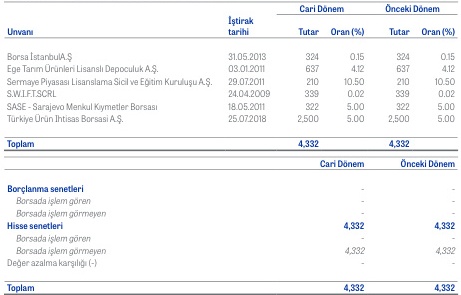 Cari Dönem Önceki Dönem
Unvanı İştirak tarihi Tutar Oran (%) Tutar Oran (%)
Borsa İstanbulA.Ş 31.05.2013 324 0.15 324 0.15
Ege Tarım Ürünleri Lisanslı Depoculuk A.Ş. 03.01.2011 637 4.12 637 4.12
Sermaye Piyasası Lisanslama Sicil ve Eğitim Kuruluşu A.Ş. 29.07.2011 210 10.50 210 10.50
S.W.I.F.T.SCRL 24.04.2009 339 0.02 339 0.02
SASE - Sarajevo Menkul Kıymetler Borsası 18.05.2011 322 5.00 322 5.00
Türkiye Ürün Ihtisas Borsasi A.Ş. 25.07.2018 2,500 5.00 2,500 5.00
Toplam 4,332 4,332
Cari Dönem Önceki Dönem
Borçlanma senetleri - -
Borsada işlem gören - -
Borsada işlem görmeyen - -
Hisse senetleri 4,332 4,332
Borsada işlem gören - -
Borsada işlem görmeyen 4,332 4,332
Değer azalma karşılığı (-) - -
Toplam 4,332 4,332